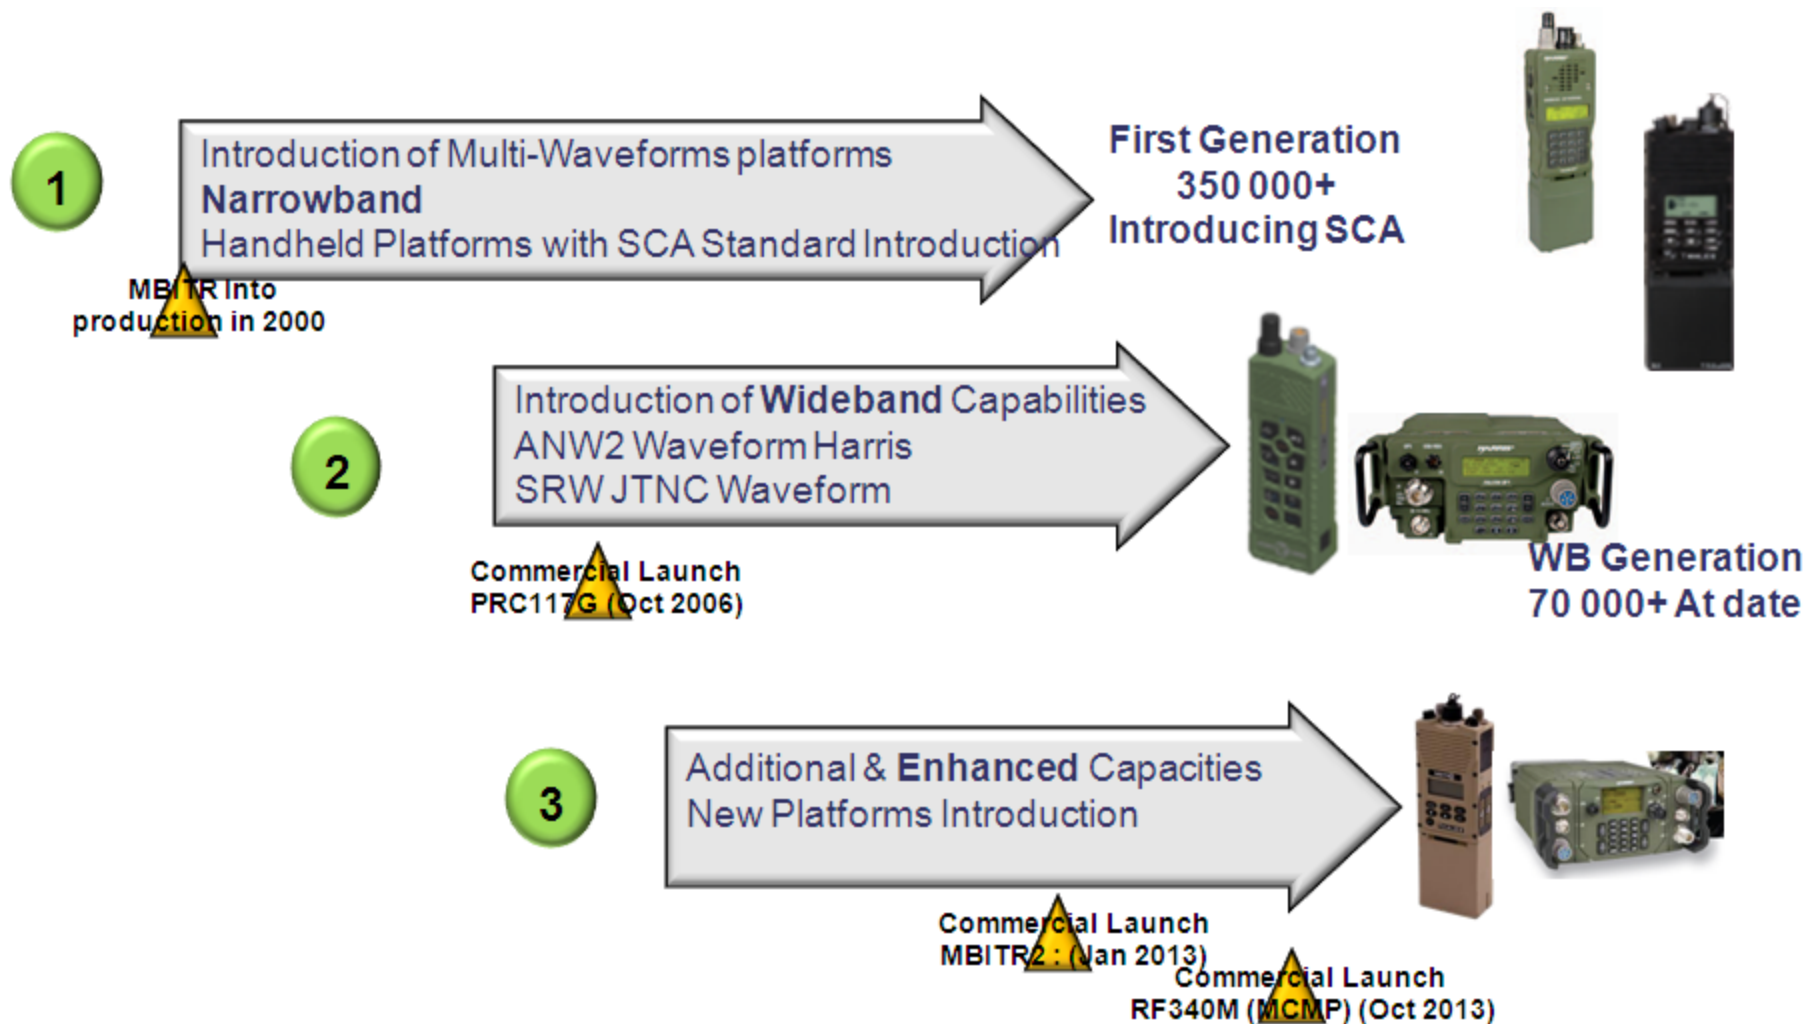 1
Introduction of Multi-Waveforms platforms
Narrowband
Handheld Platforms with SCA Standard Introduction
First Generation
350 000+
Introducing SCA
MBITR Into
production in 2000
2
Introduction of Wideband Capabilities
ANW2 Waveform Harris
SRW JTNC Waveform
WB Generation
70 000+ At date
Commercial Launch
PRC117G (Oct 2006)
3
Additional & Enhanced Capacities
New Platforms Introduction
Commercial Launch
MBITR2 : (Jan 2013)
Commercial Launch
RF340M (MCMP) (Oct 2013)